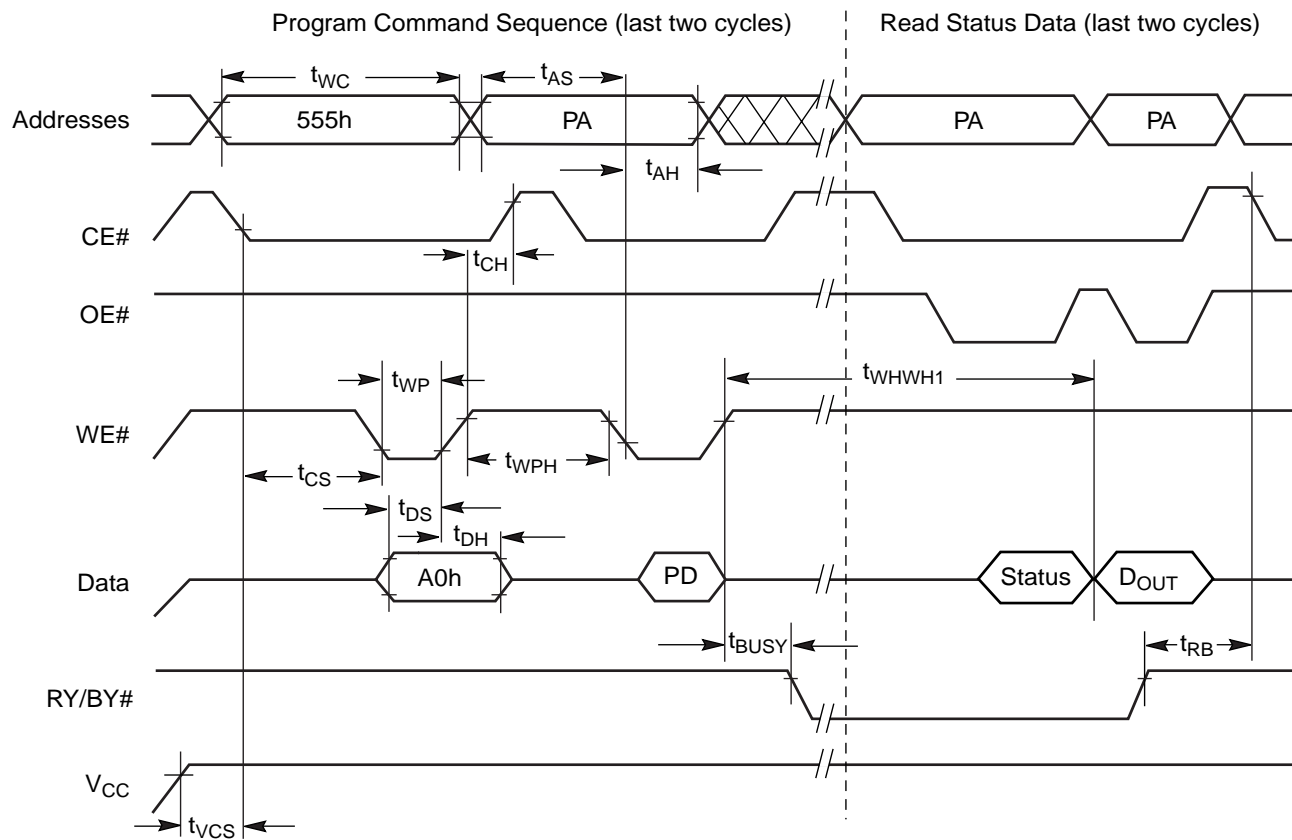 Program Command Sequence (last two cycles)
Read Status Data (last two cycles)
tWC
tAS
Addresses
555h
PA
PA
PA
tAH
CE#
tCH
OE#
tWP
tWHWH1
WE#
tCS
tWPH
tDS
tDH
Data
A0h
PD
Status
DOUT
tBUSY
tRB
RY/BY#
VCC
tVCS